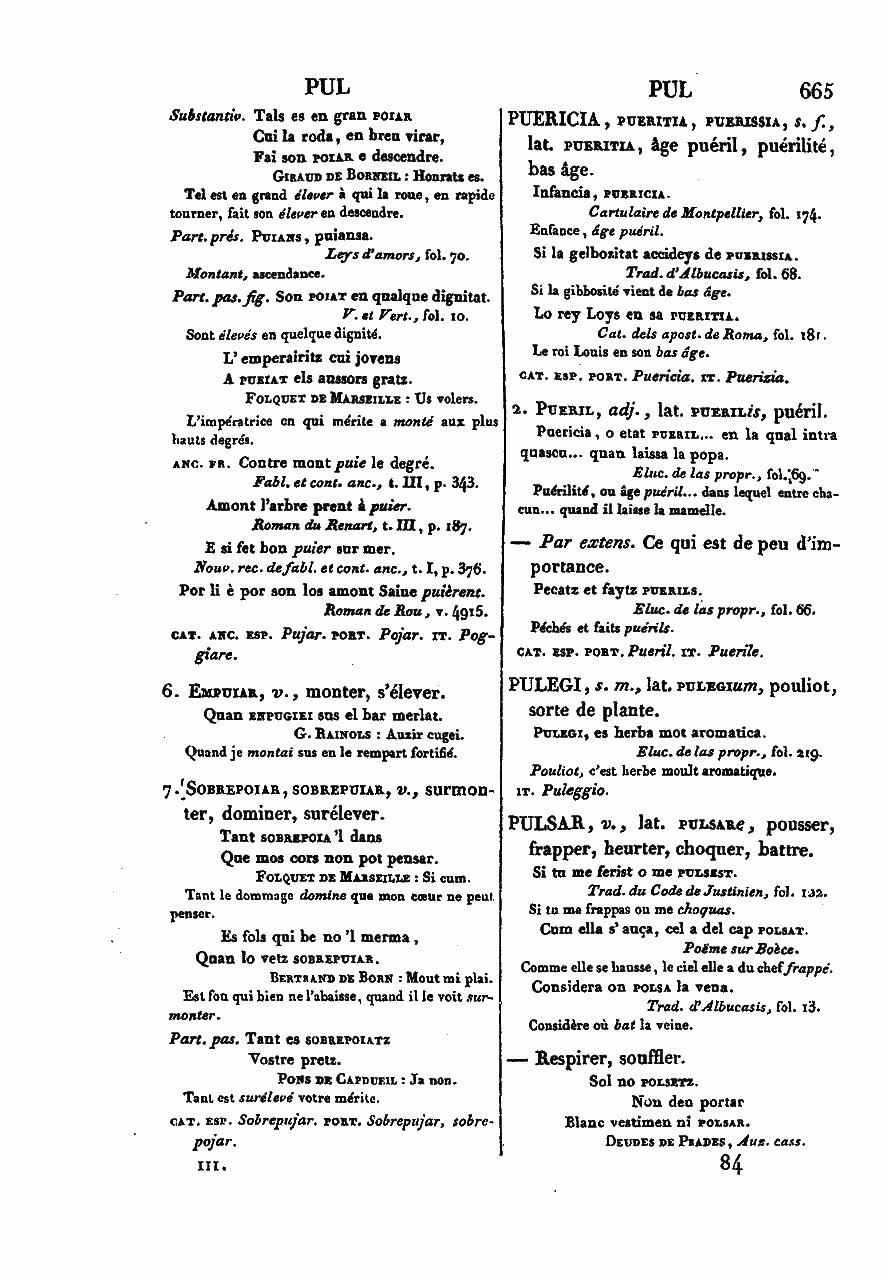 PUL
Substantiv. Tals es en gran POIAR
Cui la roda, en breu virar,
Fai son POIAR e descendre.
GIRAUD DE BORNEIL : Honratz es.
Tel est en grand élever à qui la roue, en rapide
tourner, fait son élever en descendre.
Part. prés. PUIANS, puiansa.
Leys d'amors, fol. 70.
Montant, ascendance.
Part. pas. fig. Son POIAT en qualque dignitat.
V. et Vert., fol. 10.
Sont élevés en quelque dignité.
L'emperairitz cui jovens
A PUEIAT els aussors gratz.
FOLQUET DE MARSEILLE : Us volers.
L'impératrice en qui mérite a monté aux plus
hauts degrés.
ANC. FR. Contre mont puie le degré.
Fabl. et cont. anc., t. III, p. 343.
Amont l'arbre prent à puier.
Roman du Renart, t. III, p. 187.
E si fet bon puier sur mer.
Nouv. rec. de fabl. et cont. anc., t. I, p. 376.
Por li è por son los amont Saine puièrent.
Roman de Rou, v. 4915.
CAT. ANC. ESP. Pujar. PORT. Pojar. IT. Pog-
giare.
6. EMPUIAR, v., monter, s'élever.
Quan ENPUGIEI sus el bar merlat.
G. RAINOLS : Auzir cugei.
Quand je montai sus en le rempart fortifié.
7. SOBREPOIAR, SOBREPUIAR, v., surmon-
ter, dominer, surélever.
Tant SOBREPOIA'l dans
Que mos cors non pot pensar.
FOLQUET DE MARSEILLE : Si cum.
Tant le dommage domine que mon cœur ne peut
penser.
Es fols qui be no 'l merma,
Quan lo vetz SOBREPUIAR.
BERTRAND DE BORN : Mout mi plai.
Est fou qui bien ne l'abaisse, quand il le voit sur-
monter.
Part. pas. Tant es SOBREPOIATZ
Vostre pretz.
PONS DE CAPDUEIL : Ja non.
Tant est surélevé votre mérite.
CAT. ESP. Sobrepujar. PORT. Sobrepujar, sobre-
pojar.
III.
PUL 665
PUERICIA, PUERITIA, PUERISSIA, s. f.,
lat. PUERITIA, âge puéril, puérilité,
bas âge.
Infancia, PUERICIA.
Cartulaire de Montpellier, fol. 174.
Enfance, âge puéril.
Si la gelbozitat accideys de PUERISSIA.
Trad. d'Albucasis, fol. 68.
Si la gibbosité vient de bas âge.
Lo rey Loys en sa PUERITIA.
Cat. dels apost. de Roma, fol. 181.
Le roi Louis en son bas âge.
CAT. ESP. PORT. Puericia. IT. Puerizia.
2. PUERIL, adj., lat. PUERILis, puéril.
Puericia, o etat PUERIL... en la qual intra
quascu... quan laissa la popa.
Eluc. de las propr., fol. 69.
Puérilité, ou âge puéril... dans lequel entre cha-
cun... quand il laisse la mamelle.
— Par extens. Ce qui est de peu d'im-
portance.
Pecatz et faytz PUERILS.
Eluc. de las propr., fol. 66.
Péchés et faits puérils.
CAT. ESP. PORT. Pueril. IT. Puerile.
PULEGI, s. m., lat. PULEGIum, pouliot,
sorte de plante.
PULEGI, es herba mot aromatica.
Eluc. de las propr., fol. 219.
Pouliot, c'est herbe moult aromatique.
IT. Puleggio.
PULSAR, v., lat. PULSARe, pousser,
frapper, heurter, choquer, battre.
Si tu me ferist o me PULSEST.
Trad. du Code de Justinien, fol. 102.
Si tu me frappas ou me choquas.
Com ella s'auça, cel a del cap POLSAT.
Poëme sur Boèce.
Comme elle se hausse, le ciel elle a du chef frappé.
Considera on POLSA la vena.
Trad. d'Albucasis, fol. 13.
Considère où bat la veine.
— Respirer, souffler.
Sol no POLSETZ.
Non deu portar
Blanc vestimen ni POLSAR.
DEUDES DE PRADES, Auz. cass.
84